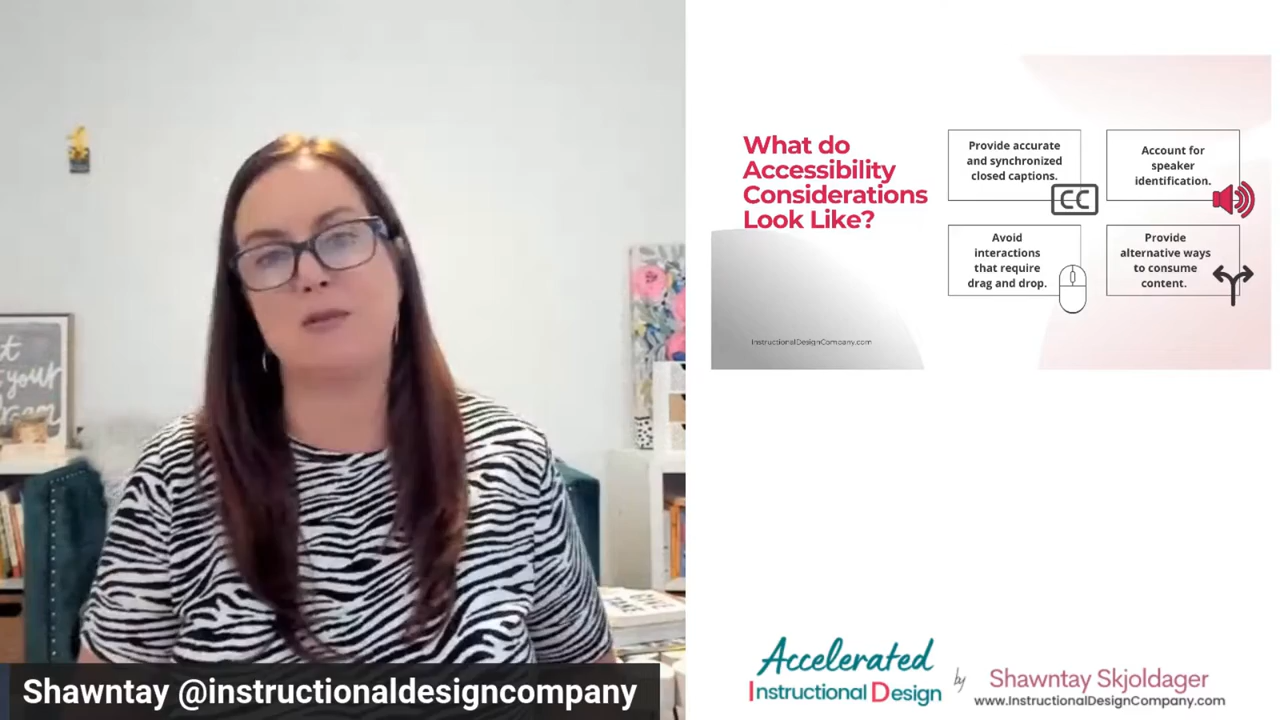 t
your
dream
Shawntay @instructionaldesigncompany
What do
Accessibility
Considerations
Look Like?
InstructionalDesignCompany.com
Provide accurate
and synchronized
closed captions.
CC
Account for
speaker
identification.
Avoid
interactions
that require
drag and drop.
Provide
alternative ways
to consume
content.
Accelerated
Instructional Design
by
Shawntay Skjoldager
www.InstructionalDesignCompany.com